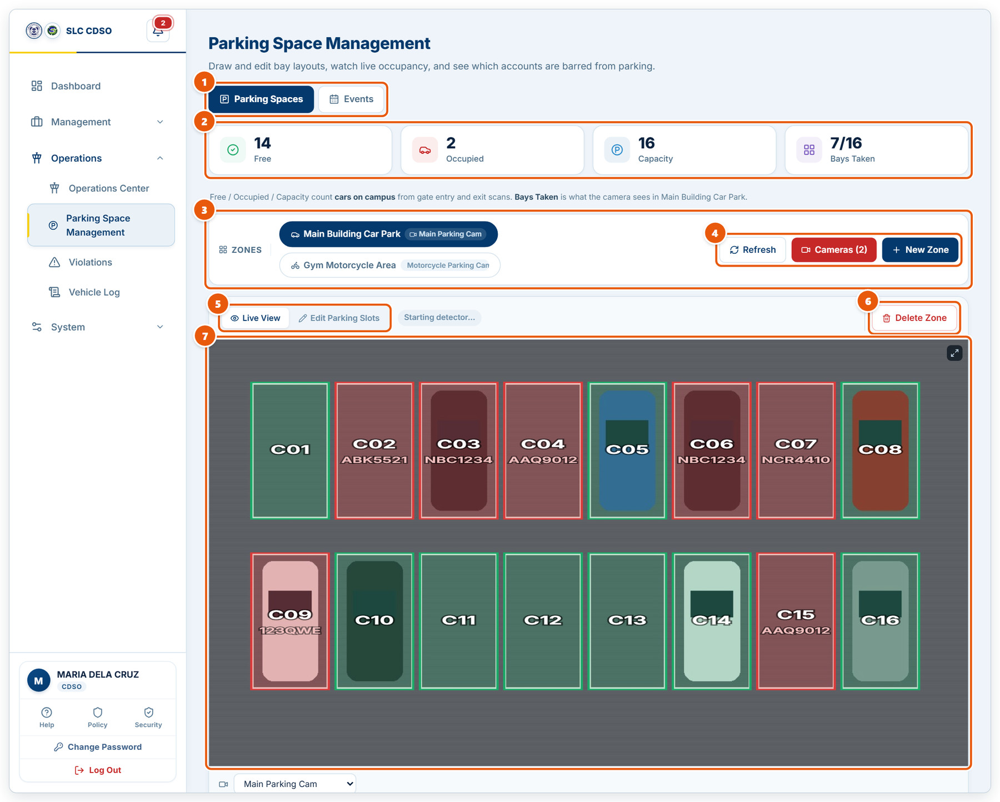 SLC CDSO
2
Dashboard
Management
Operations
Operations Center
Parking Space
Management
Violations
Vehicle Log
System
M
MARIA DELA CRUZ
CDSO
Help
Policy
Security
Change Password
Log Out
Parking Space Management
Draw and edit bay layouts, watch live occupancy, and see which accounts are barred from parking.
1
Parking Spaces
Events
2
14
Free
2
Occupied
16
Capacity
7/16
Bays Taken
Free / Occupied / Capacity count cars on campus from gate entry and exit scans. Bays Taken is what the camera sees in Main Building Car Park.
3
ZONES
Main Building Car Park
Main Parking Cam
Gym Motorcycle Area
Motorcycle Parking Cam
4
Refresh
Cameras (2)
+ New Zone
5
Live View
Edit Parking Slots
Starting detector...
6
Delete Zone
7
C01
C02
ABK5521
C03
NBC1234
C04
AAQ9012
C05
C06
NBC1234
C07
NCR4410
C08
C09
123QWE
C10
C11
C12
C13
C14
C15
AAQ9012
C16
Main Parking Cam